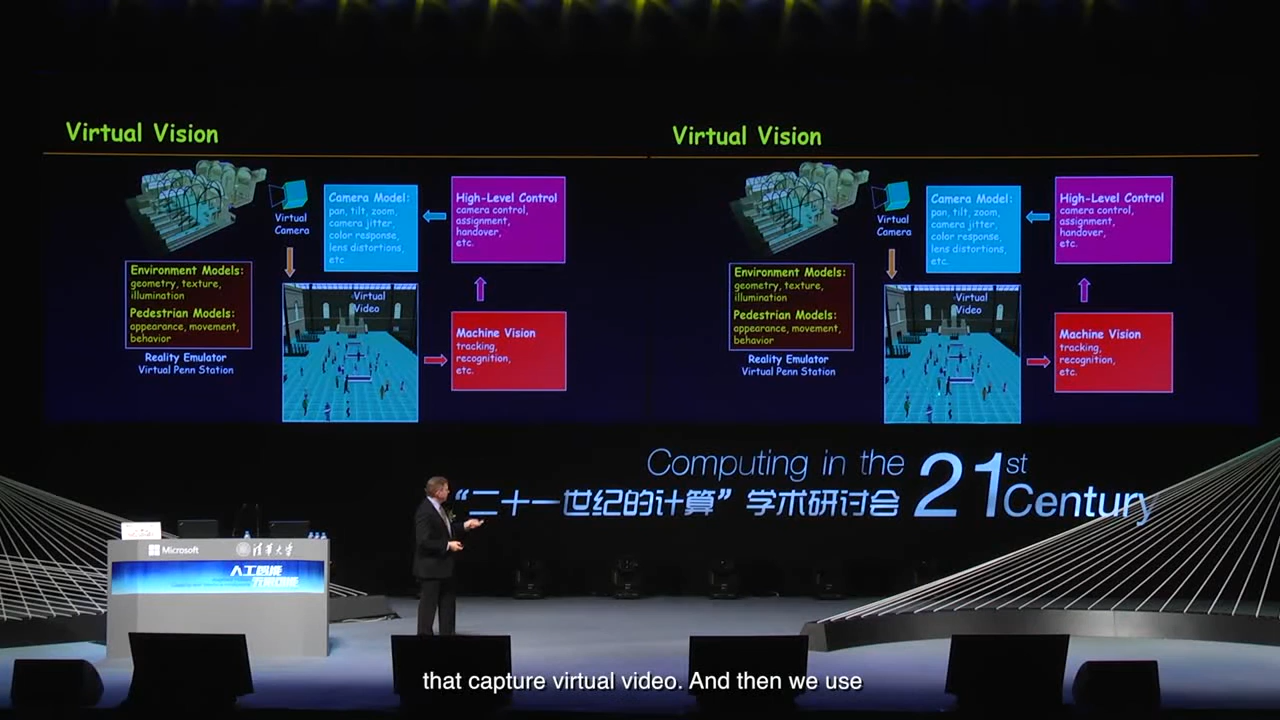 Virtual Vision
Virtual
Camera
Camera Model:
pan, tilt, zoom,
camera jitter,
color response,
lens distortions,
etc.
High-Level Control
camera control,
assignment,
handover,
etc.
Environment Models:
geometry, texture,
illumination
Pedestrian Models:
appearance, movement,
behavior
Reality Emulator
Virtual Penn Station
Virtual
Video
Machine Vision
tracking,
recognition,
etc.
Virtual Vision
Virtual
Camera
Camera Model:
pan, tilt, zoom,
camera jitter,
color response,
lens distortions,
etc.
High-Level Control
camera control,
assignment,
handover,
etc.
Environment Models:
geometry, texture,
illumination
Pedestrian Models:
appearance, movement,
behavior
Reality Emulator
Virtual Penn Station
Virtual
Video
Machine Vision
tracking,
recognition,
etc.
Computing in the 21st Century
“二十一世纪的计算”学术研讨会
Microsoft 清华大学
人工智能
that capture virtual video. And then we use